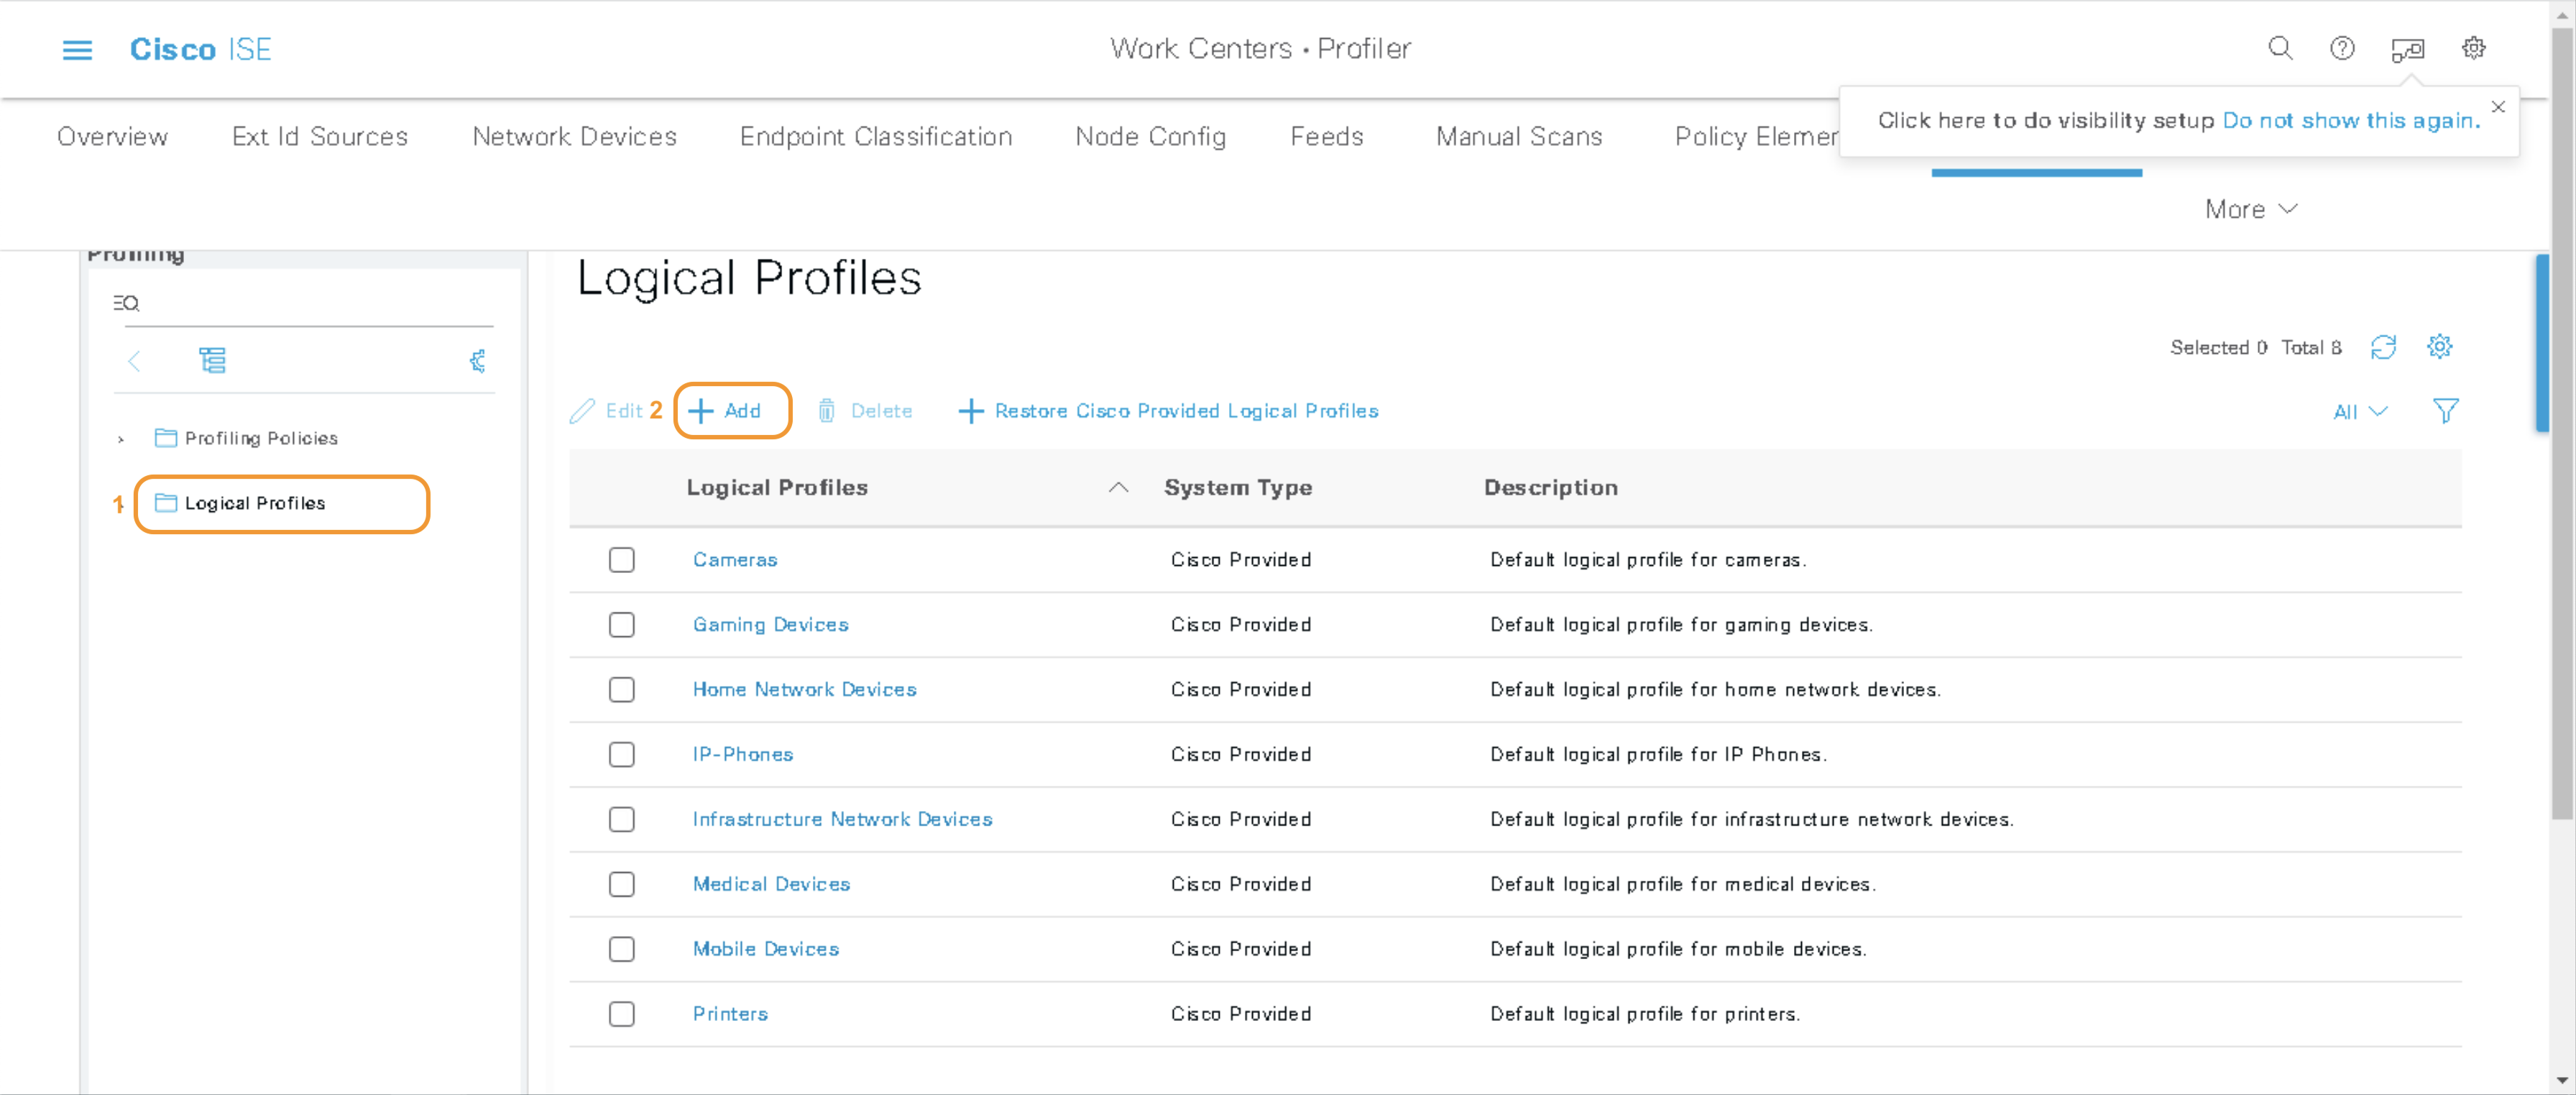 Cisco ISE
Work Centers • Profiler
Click here to do visibility setup Do not show this again.
Overview Ext Id Sources Network Devices Endpoint Classification Node Config Feeds Manual Scans Policy Elemen
More
Profiling
Logical Profiles
Selected 0 Total 8
Edit 2 Add Delete Restore Cisco Provided Logical Profiles
All
Profiling Policies
1 Logical Profiles
Logical Profiles System Type Description
Cameras Cisco Provided Default logical profile for cameras.
Gaming Devices Cisco Provided Default logical profile for gaming devices.
Home Network Devices Cisco Provided Default logical profile for home network devices.
IP-Phones Cisco Provided Default logical profile for IP Phones.
Infrastructure Network Devices Cisco Provided Default logical profile for infrastructure network devices.
Medical Devices Cisco Provided Default logical profile for medical devices.
Mobile Devices Cisco Provided Default logical profile for mobile devices.
Printers Cisco Provided Default logical profile for printers.